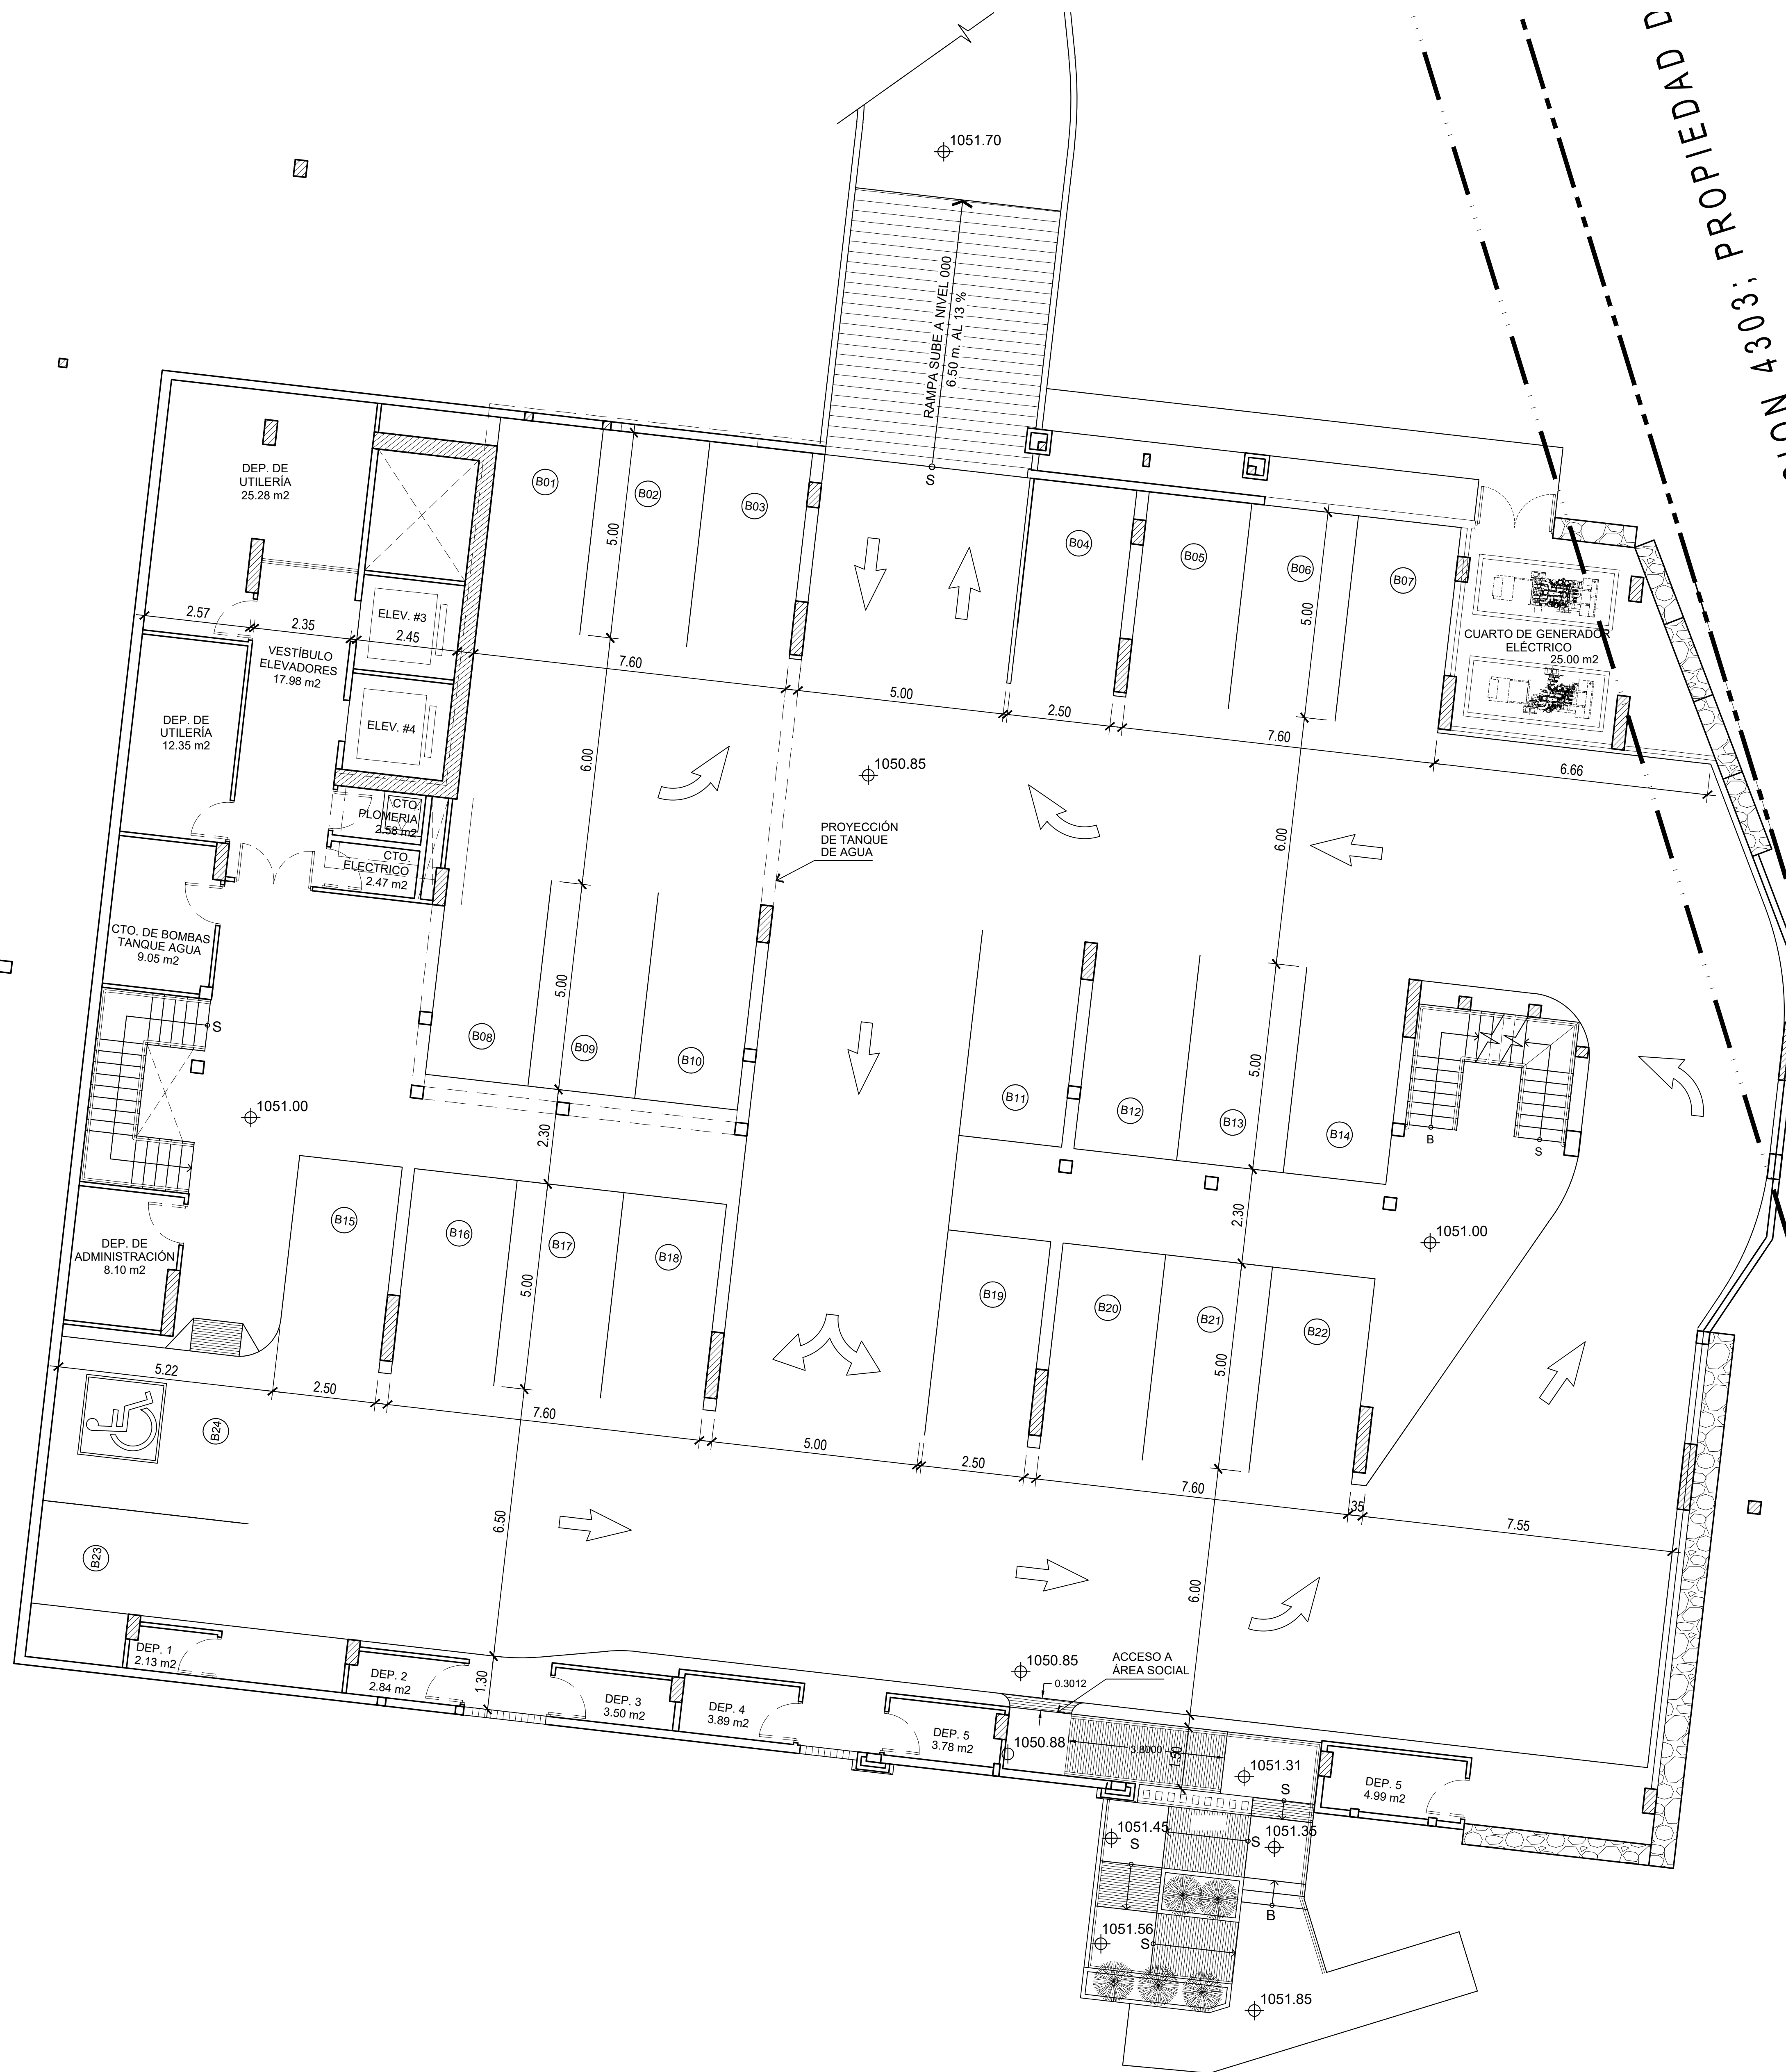 4303; PROPIEDAD D
1051.70
RAMPA SUBE A NIVEL 000
6.50 m. AL 13 %
S
DEP. DE
UTILERÍA
25.28 m2
B01
B02
B03
B04
B05
B06
B07
5.00
5.00
ELEV. #3
2.57
2.35
2.45
7.60
5.00
2.50
7.60
6.66
VESTÍBULO
ELEVADORES
17.98 m2
CUARTO DE GENERADOR
ELÉCTRICO
25.00 m2
DEP. DE
UTILERÍA
12.35 m2
ELEV. #4
6.00
1050.85
6.00
CTO.
PLOMERIA
2.58 m2
PROYECCIÓN
DE TANQUE
DE AGUA
CTO.
ELECTRICO
2.47 m2
CTO. DE BOMBAS
TANQUE AGUA
9.05 m2
S
5.00
5.00
B08
B09
B10
B11
B12
B13
B14
B
S
1051.00
2.30
2.30
1051.00
DEP. DE
ADMINISTRACIÓN
8.10 m2
B15
B16
B17
B18
B19
B20
B21
B22
5.00
5.00
5.22
2.50
7.60
5.00
2.50
7.60
.35
7.55
B24
B23
6.50
6.00
DEP. 1
2.13 m2
DEP. 2
2.84 m2
1.30
DEP. 3
3.50 m2
DEP. 4
3.89 m2
DEP. 5
3.78 m2
1050.85
ACCESO A
ÁREA SOCIAL
0.3012
1050.88
3.8000
1.50
1051.31
S
DEP. 5
4.99 m2
1051.45
S
S
1051.35
B
1051.56
S
1051.85